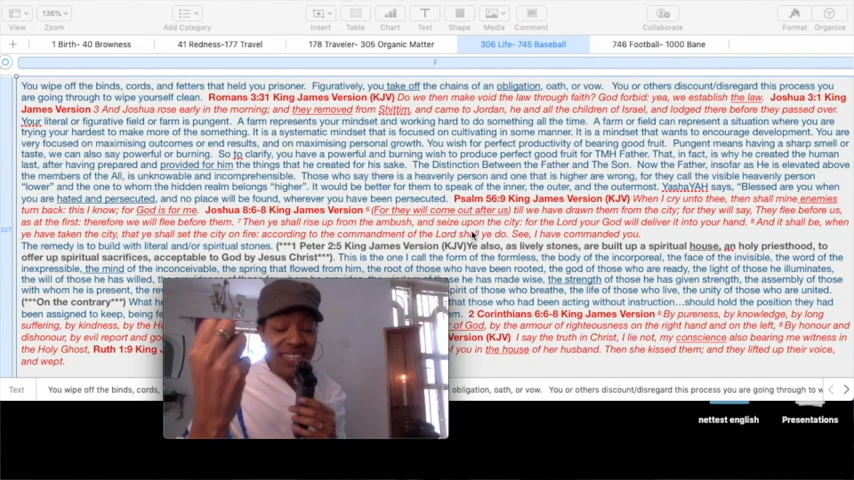 136%
View
Zoom
Add Category
Insert
Table
Chart
Text
Shape
Media
Comment
Collaborate
Format
Organize
1 Birth- 40 Browness
41 Redness-177 Travel
178 Traveler- 305 Organic Matter
306 Life- 745 Baseball
746 Football- 1000 Bane
F
You wipe off the binds, cords, and fetters that held you prisoner. Figuratively, you take off the chains of an obligation, oath, or vow. You or others discount/disregard this process you
are going through to wipe yourself clean. Romans 3:31 King James Version (KJV) Do we then make void the law through faith? God forbid: yea, we establish the law. Joshua 3:1 King
James Version 3 And Joshua rose early in the morning; and they removed from Shittim, and came to Jordan, he and all the children of Israel, and lodged there before they passed over.
Your literal or figurative field or farm is pungent. A farm represents your mindset and working hard to do something all the time. A farm or field can represent a situation where you are
trying your hardest to make more of the something. It is a systematic mindset that is focused on cultivating in some manner. It is a mindset that wants to encourage development. You are
very focused on maximising outcomes or end results, and on maximising personal growth. You wish for perfect productivity of bearing good fruit. Pungent means having a sharp smell or
taste, we can also say powerful or burning. So to clarify, you have a powerful and burning wish to produce perfect good fruit for TMH Father. That, in fact, is why he created the human
last, after having prepared and provided for him the things that he created for his sake. The Distinction Between the Father and The Son. Now the Father, insofar as He is elevated above
the members of the All, is unknowable and incomprehensible. Those who say there is a heavenly person and one that is higher are wrong, for they call the visible heavenly person
"lower" and the one to whom the hidden realm belongs "higher". It would be better for them to speak of the inner, the outer, and the outermost. YashaYAH says, "Blessed are you when
you are hated and persecuted, and no place will be found, wherever you have been persecuted. Psalm 56:9 King James Version (KJV) When I cry unto thee, then shall mine enemies
turn back: this I know; for God is for me. Joshua 8:6-8 King James Version 6 (For they will come out after us) till we have drawn them from the city; for they will say, They flee before us,
as at the first: therefore we will flee before them. 7 Then ye shall rise up from the ambush, and seize upon the city: for the Lord your God will deliver it into your hand. 8 And it shall be,
327
when ye have taken the city, that ye shall set the city on fire: according to the commandment of the Lord shall ye do. See, I have commanded you.
The remedy is to build with literal and/or spiritual stones. (***1 Peter 2:5 King James Version (KJV)Ye also, as lively stones, are built up a spiritual house, an holy priesthood, to
offer up spiritual sacrifices, acceptable to God by Jesus Christ***). This is the one I call the form of the formless, the body of the incorporeal, the face of the invisible, the word of the
inexpressible, the mind of the inconceivable, the spring that flowed from him, the root of those who have been rooted, the god of those who are ready, the light of those he illuminates,
the will of those he has willed, he has made wise, the strength of those he has given strength, the assembly of those
with whom he is present, the rev spirit of those who breathe, the life of those who live, the unity of those who are united.
(***On the contrary***) What he that those who had been acting without instruction…should hold the position they had
been assigned to keep, being 2 Corinthians 6:6-8 King James Version 6 By pureness, by knowledge, by long
suffering, by kindness, by the Ho of God, by the armour of righteousness on the right hand and on the left, 8 By honour and
dishonour, by evil report and go Version (KJV) I say the truth in Christ, I lie not, my conscience also bearing me witness in
the Holy Ghost, Ruth 1:9 King J of you in the house of her husband. Then she kissed them; and they lifted up their voice,
and wept.
Text
You wipe off the binds, cords, obligation, oath, or vow. You or others discount/disregard this process you are going through to w
nettest english
Presentations